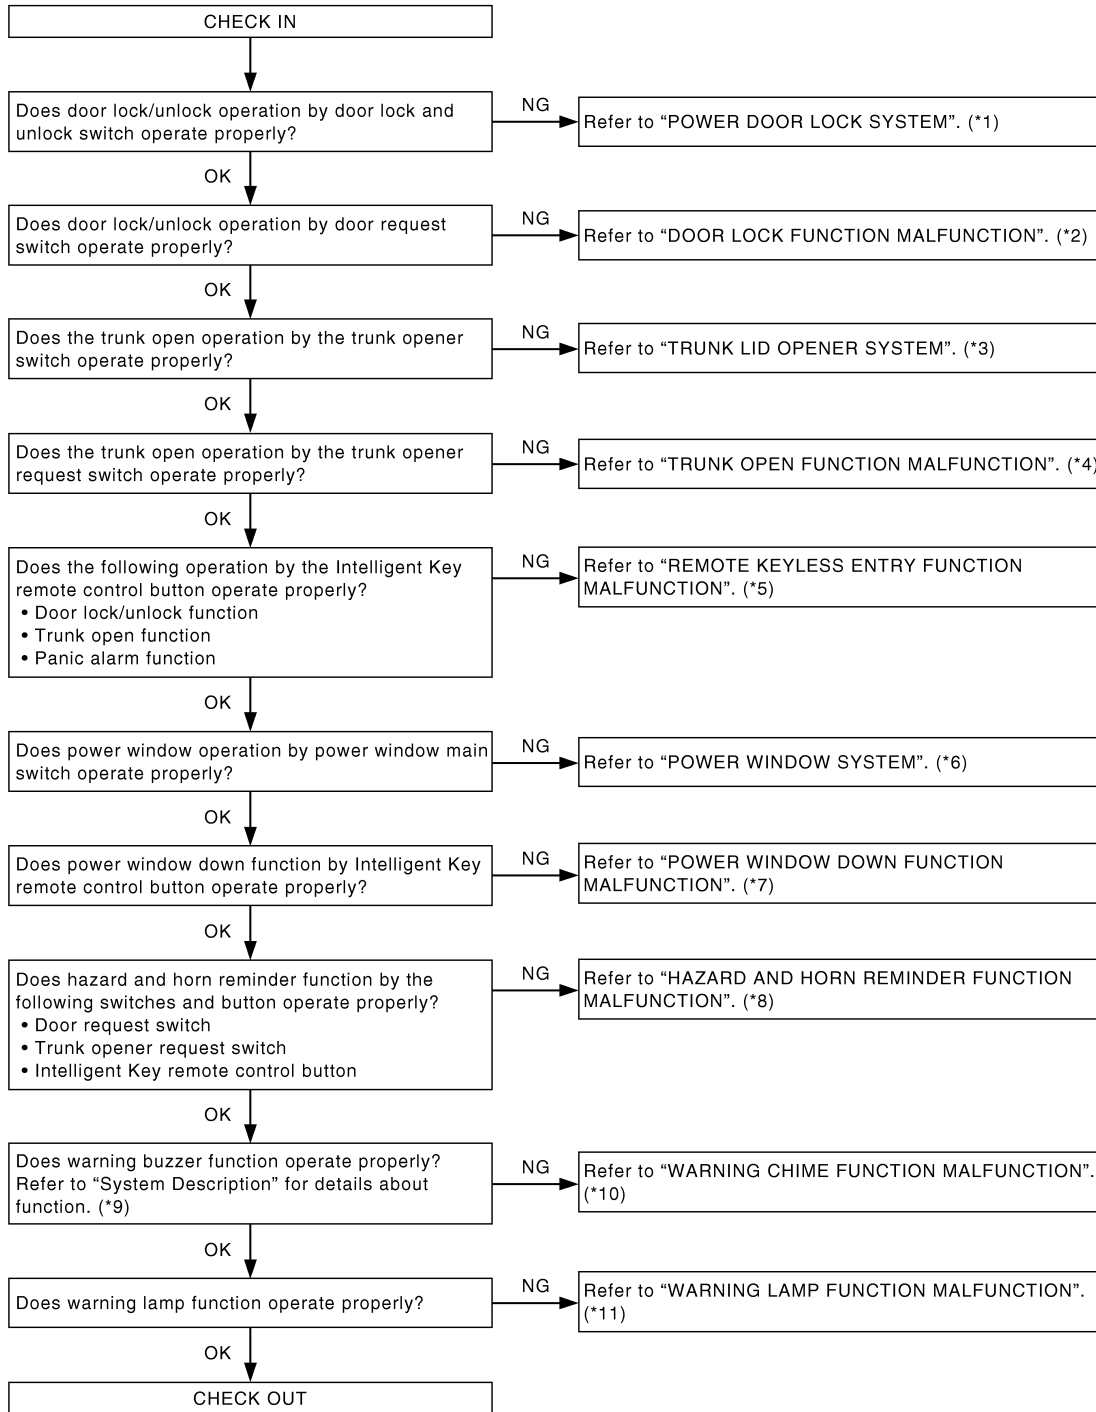 CHECK IN
Does door lock/unlock operation by door lock and
unlock switch operate properly?
NG
Refer to “POWER DOOR LOCK SYSTEM”. (*1)
OK
Does door lock/unlock operation by door request
switch operate properly?
NG
Refer to “DOOR LOCK FUNCTION MALFUNCTION”. (*2)
OK
Does the trunk open operation by the trunk opener
switch operate properly?
NG
Refer to “TRUNK LID OPENER SYSTEM”. (*3)
OK
Does the trunk open operation by the trunk opener
request switch operate properly?
NG
Refer to “TRUNK OPEN FUNCTION MALFUNCTION”. (*4)
OK
Does the following operation by the Intelligent Key
remote control button operate properly?
• Door lock/unlock function
• Trunk open function
• Panic alarm function
NG
Refer to “REMOTE KEYLESS ENTRY FUNCTION
MALFUNCTION”. (*5)
OK
Does power window operation by power window main
switch operate properly?
NG
Refer to “POWER WINDOW SYSTEM”. (*6)
OK
Does power window down function by Intelligent Key
remote control button operate properly?
NG
Refer to “POWER WINDOW DOWN FUNCTION
MALFUNCTION”. (*7)
OK
Does hazard and horn reminder function by the
following switches and button operate properly?
• Door request switch
• Trunk opener request switch
• Intelligent Key remote control button
NG
Refer to “HAZARD AND HORN REMINDER FUNCTION
MALFUNCTION”. (*8)
OK
Does warning buzzer function operate properly?
Refer to “System Description” for details about
function. (*9)
NG
Refer to “WARNING CHIME FUNCTION MALFUNCTION”.
(*10)
OK
Does warning lamp function operate properly?
NG
Refer to “WARNING LAMP FUNCTION MALFUNCTION”.
(*11)
OK
CHECK OUT